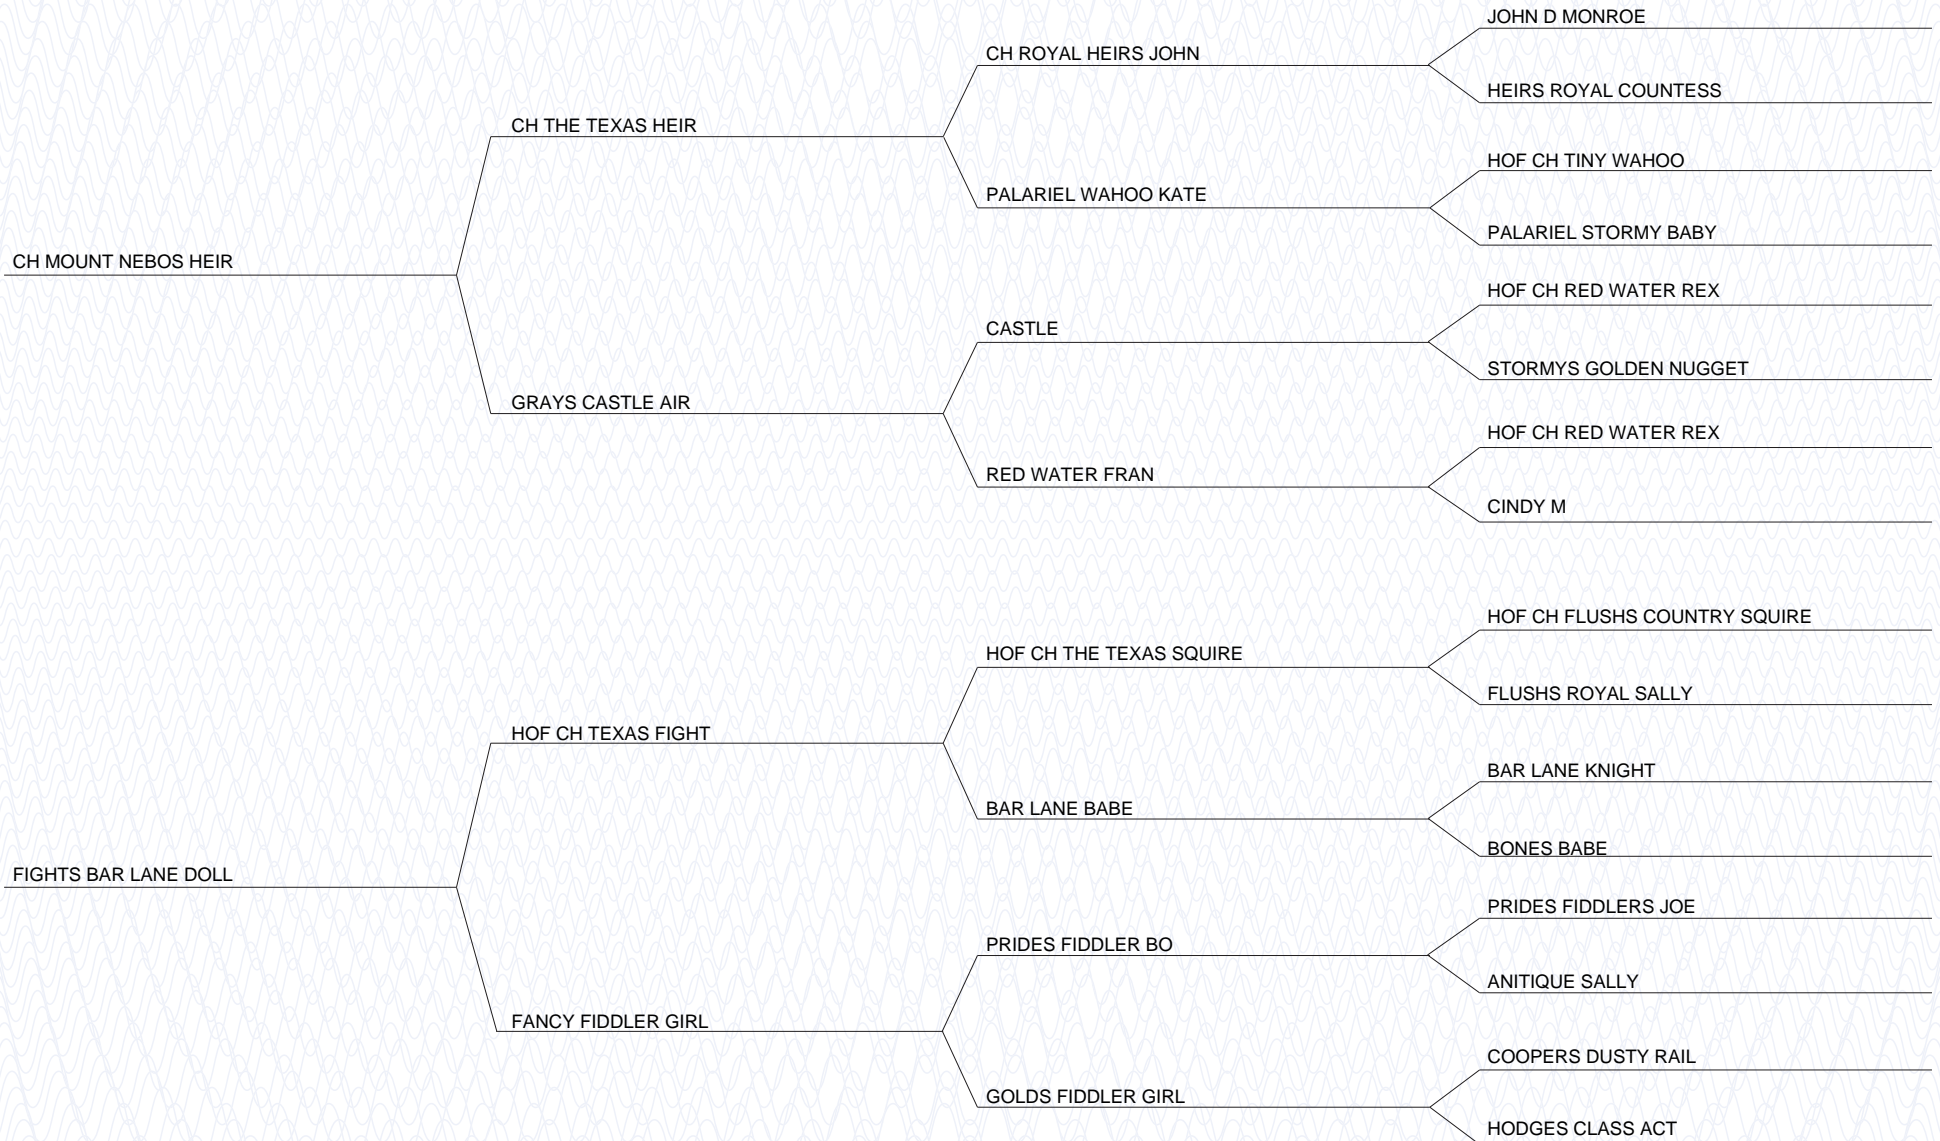 JOHN D MONROE
CH ROYAL HEIRS JOHN
HEIRS ROYAL COUNTESS
CH THE TEXAS HEIR
HOF CH TINY WAHOO
PALARIEL WAHOO KATE
PALARIEL STORMY BABY
CH MOUNT NEBOS HEIR
HOF CH RED WATER REX
CASTLE
STORMYS GOLDEN NUGGET
GRAYS CASTLE AIR
HOF CH RED WATER REX
RED WATER FRAN
CINDY M
HOF CH FLUSHS COUNTRY SQUIRE
HOF CH THE TEXAS SQUIRE
FLUSHS ROYAL SALLY
HOF CH TEXAS FIGHT
BAR LANE KNIGHT
BAR LANE BABE
BONES BABE
FIGHTS BAR LANE DOLL
PRIDES FIDDLERS JOE
PRIDES FIDDLER BO
ANITIQUE SALLY
FANCY FIDDLER GIRL
COOPERS DUSTY RAIL
GOLDS FIDDLER GIRL
HODGES CLASS ACT